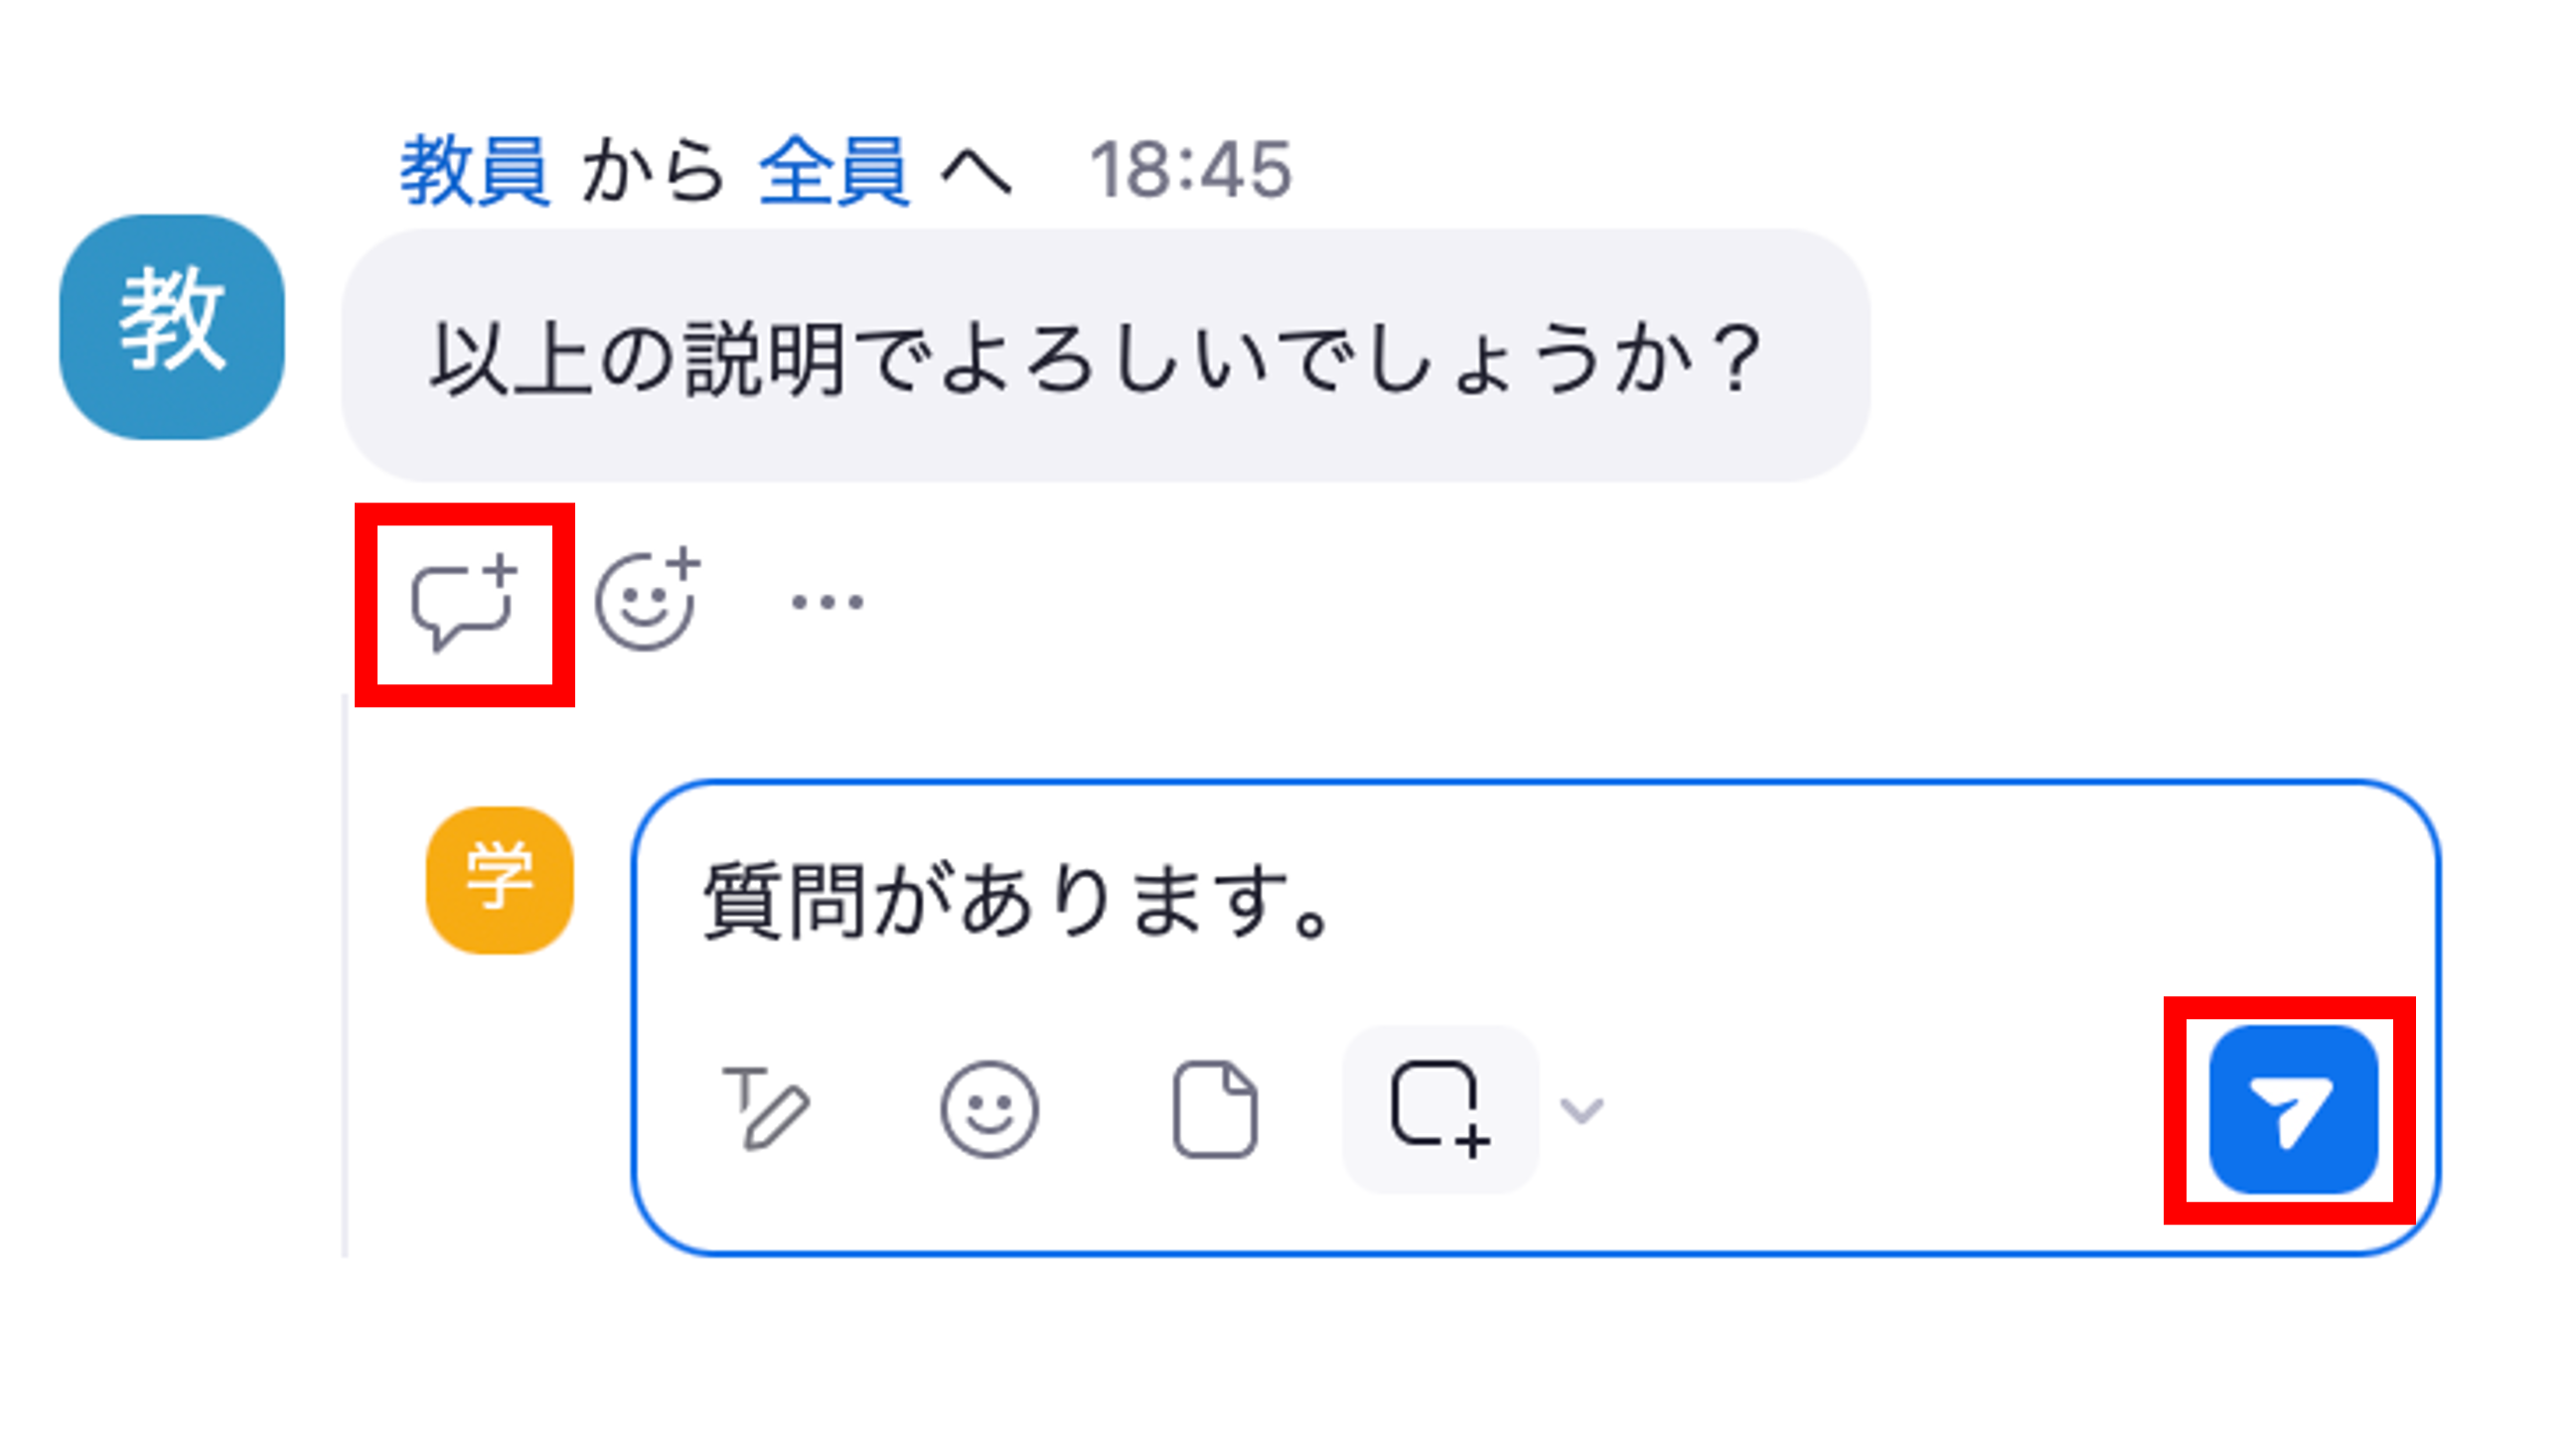 教員 から 全員 へ 18:45
教
以上の説明でよろしいでしょうか？
学
質問があります。